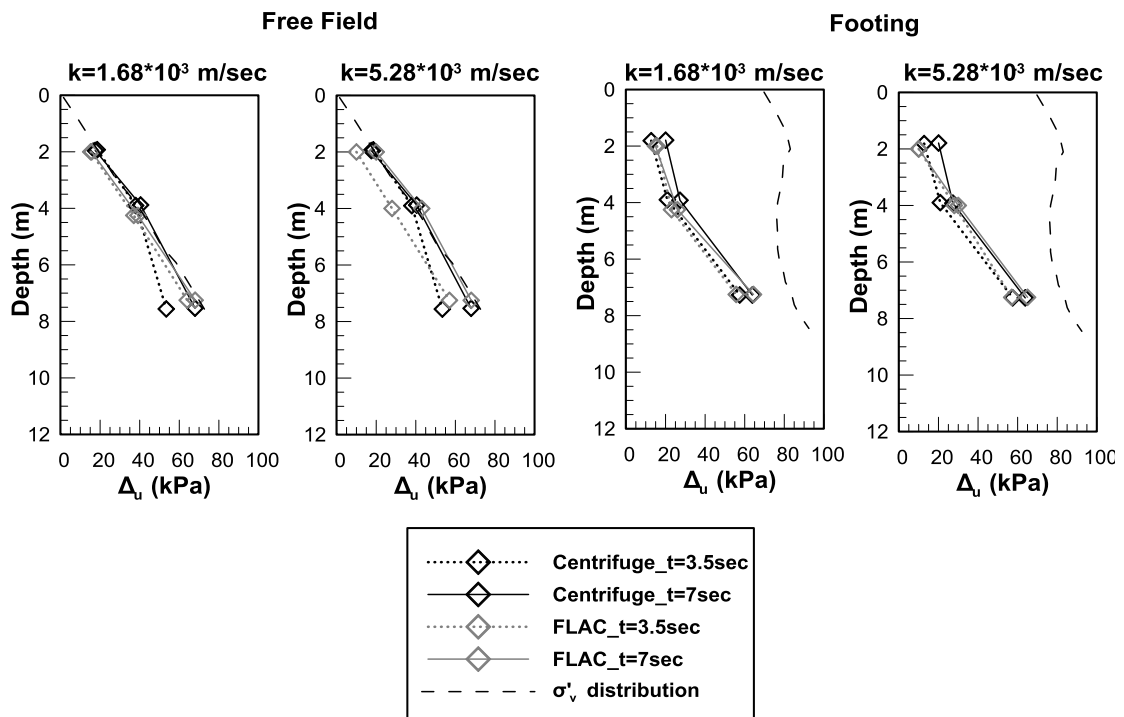 Free Field
Footing
k=1.68*10³ m/sec
k=5.28*10³ m/sec
k=1.68*10³ m/sec
k=5.28*10³ m/sec
0
2
4
6
8
10
12
Depth (m)
0 20 40 60 80 100
Δu (kPa)
0
2
4
6
8
10
12
Depth (m)
0 20 40 60 80 100
Δu (kPa)
0
2
4
6
8
10
12
Depth (m)
0 20 40 60 80 100
Δu (kPa)
0
2
4
6
8
10
12
Depth (m)
0 20 40 60 80 100
Δu (kPa)
Centrifuge_t=3.5sec
Centrifuge_t=7sec
FLAC_t=3.5sec
FLAC_t=7sec
σ'v distribution